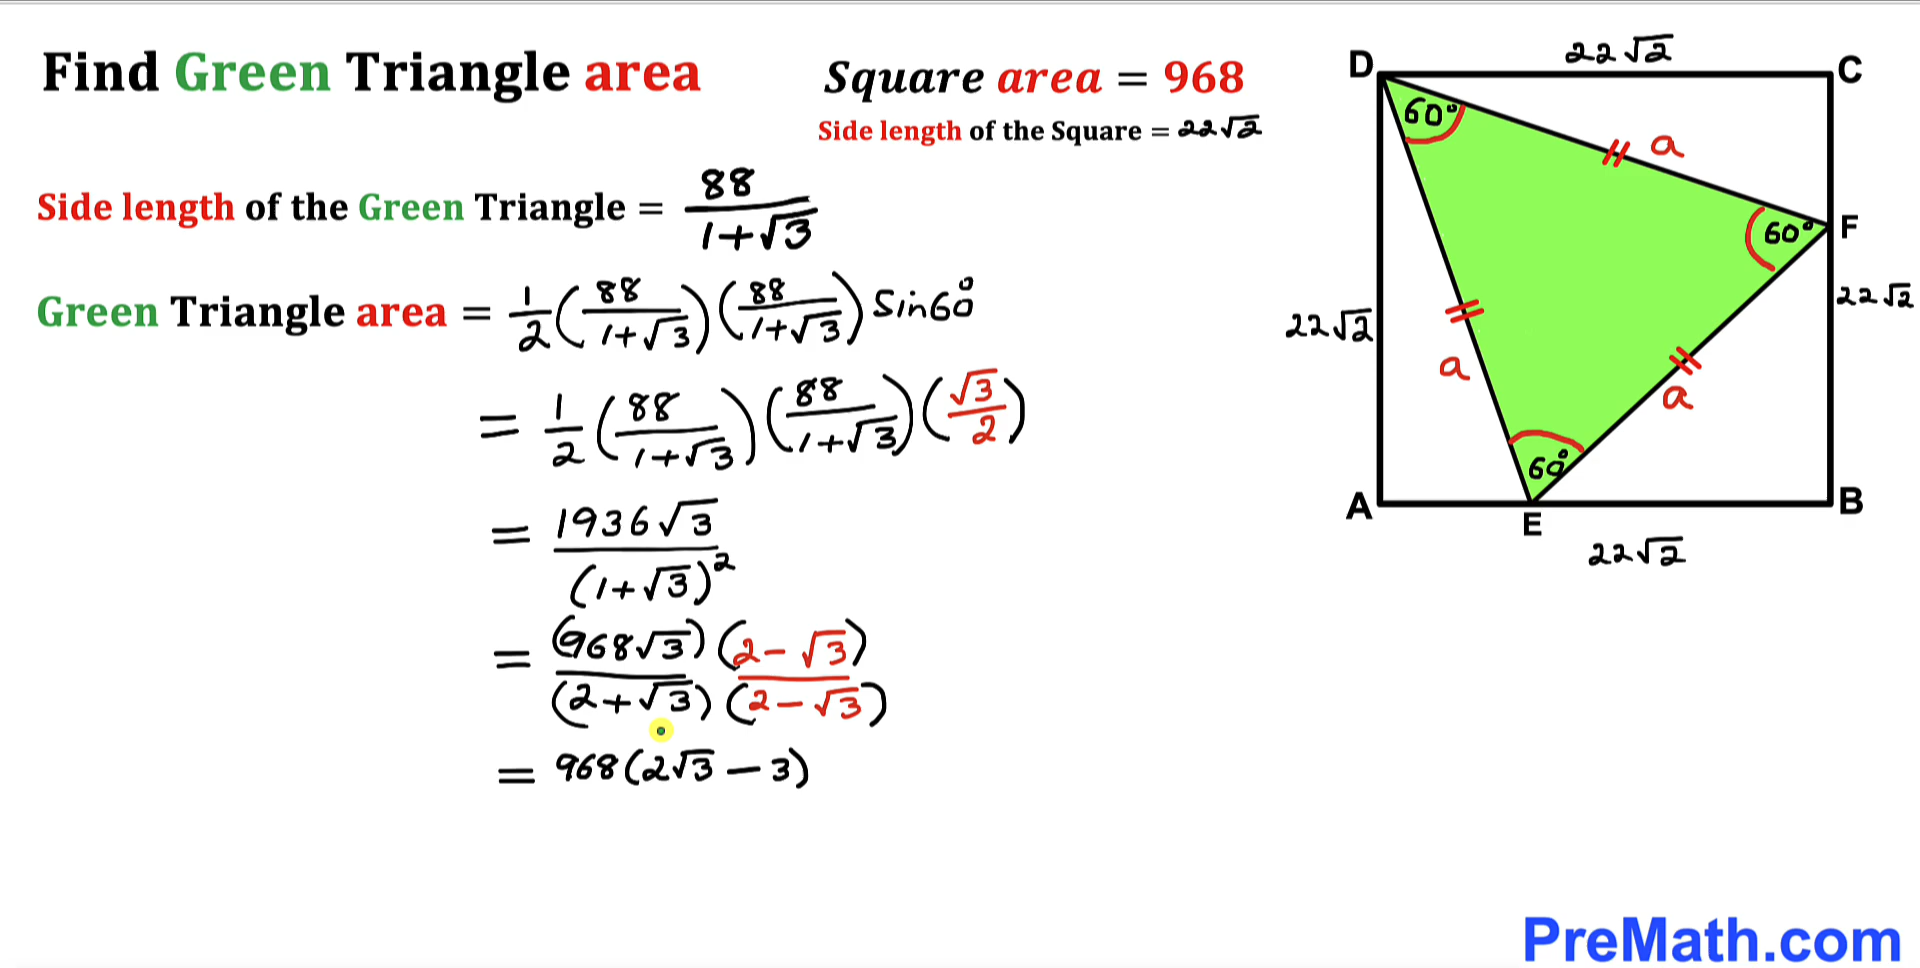 Find Green Triangle area
Square area = 968
Side length of the Square = 22√2
Side length of the Green Triangle = 88/(1+√3)
Green Triangle area = 1/2 (88/(1+√3)) (88/(1+√3)) Sin60°
= 1/2 (88/(1+√3)) (88/(1+√3)) (√3/2)
= 1936√3/(1+√3)²
= (968√3)(2-√3)/(2+√3)(2-√3)
= 968(2√3-3)
22√2
D
C
60°
a
60°
F
22√2
22√2
a
a
60°
A
B
E
22√2
PreMath.com